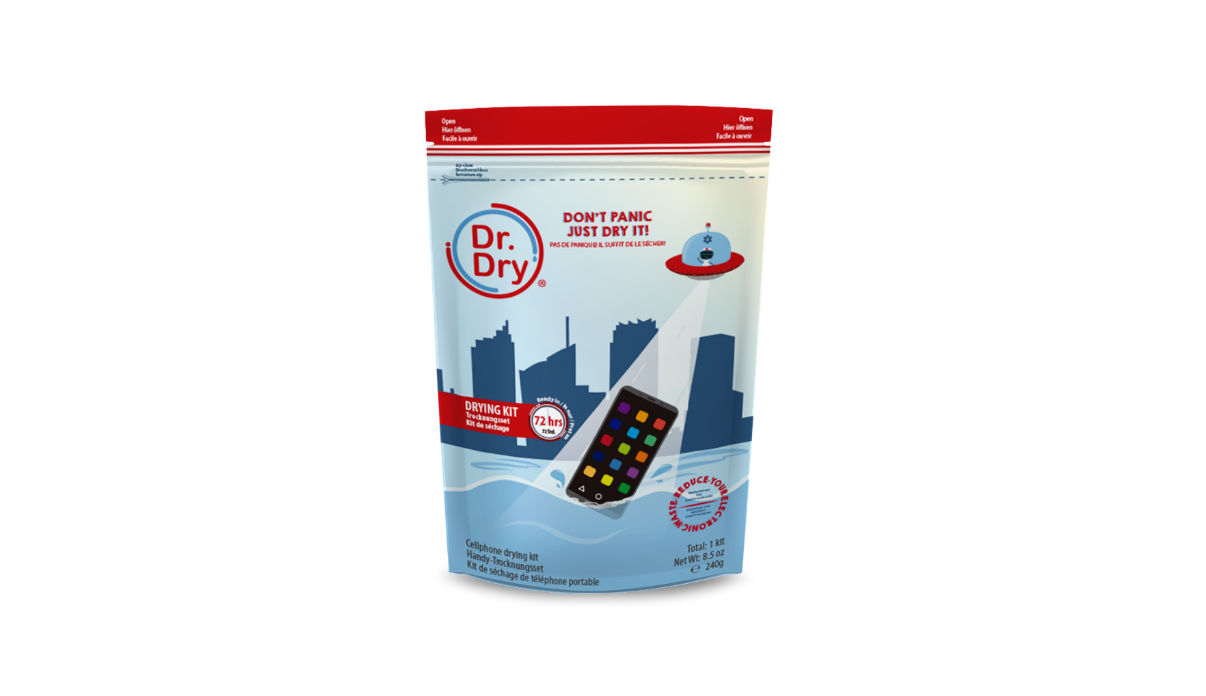 Open
Hier öffnen
Facile à ouvrir
Open
Hier öffnen
Facile à ouvrir
Dr.
Dry
®
DON'T PANIC
JUST DRY IT!
PAS DE PANIQUE! IL SUFFIT DE LE SÉCHER!
DRYING KIT
Trocknungsset
Kit de séchage
72 hrs
REDUCE YOUR ELECTRONIC WASTE
Cellphone drying kit
Handy-Trocknungsset
Kit de séchage de téléphone portable
Total: 1 kit
Net Wt: 8.5 oz
℮ 240g